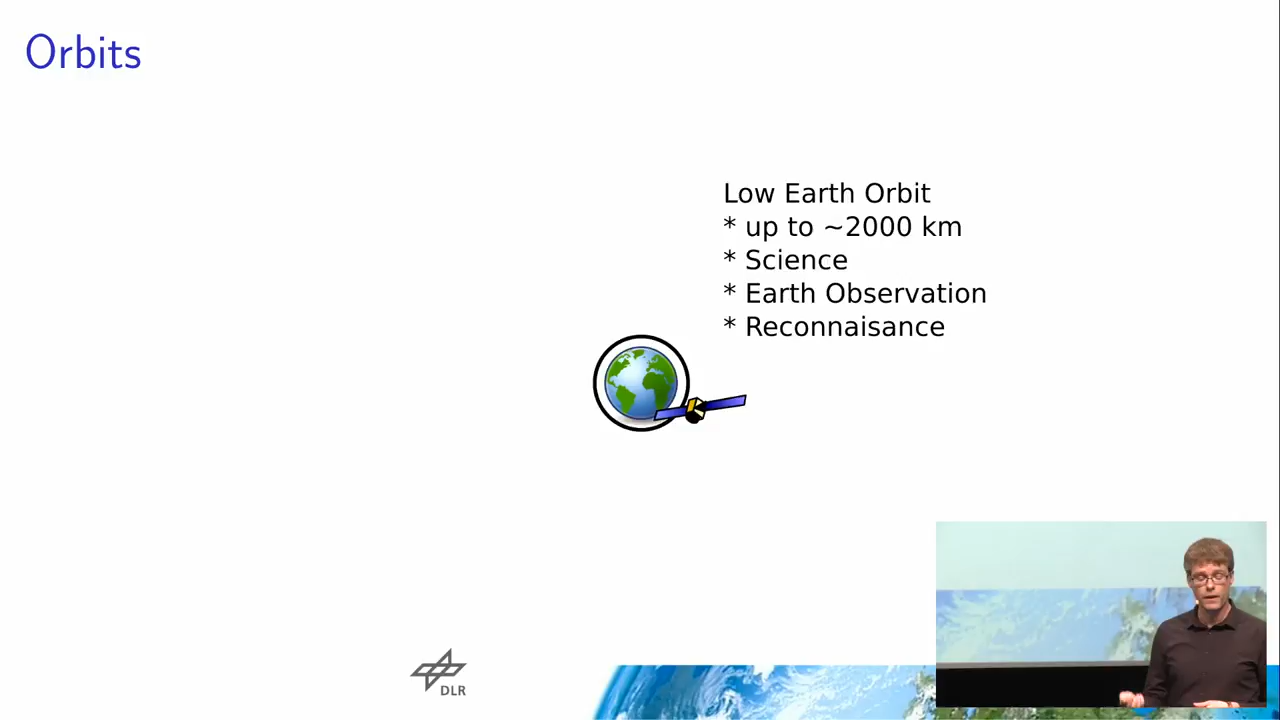 Orbits
Low Earth Orbit
* up to ~2000 km
* Science
* Earth Observation
* Reconnaisance
DLR